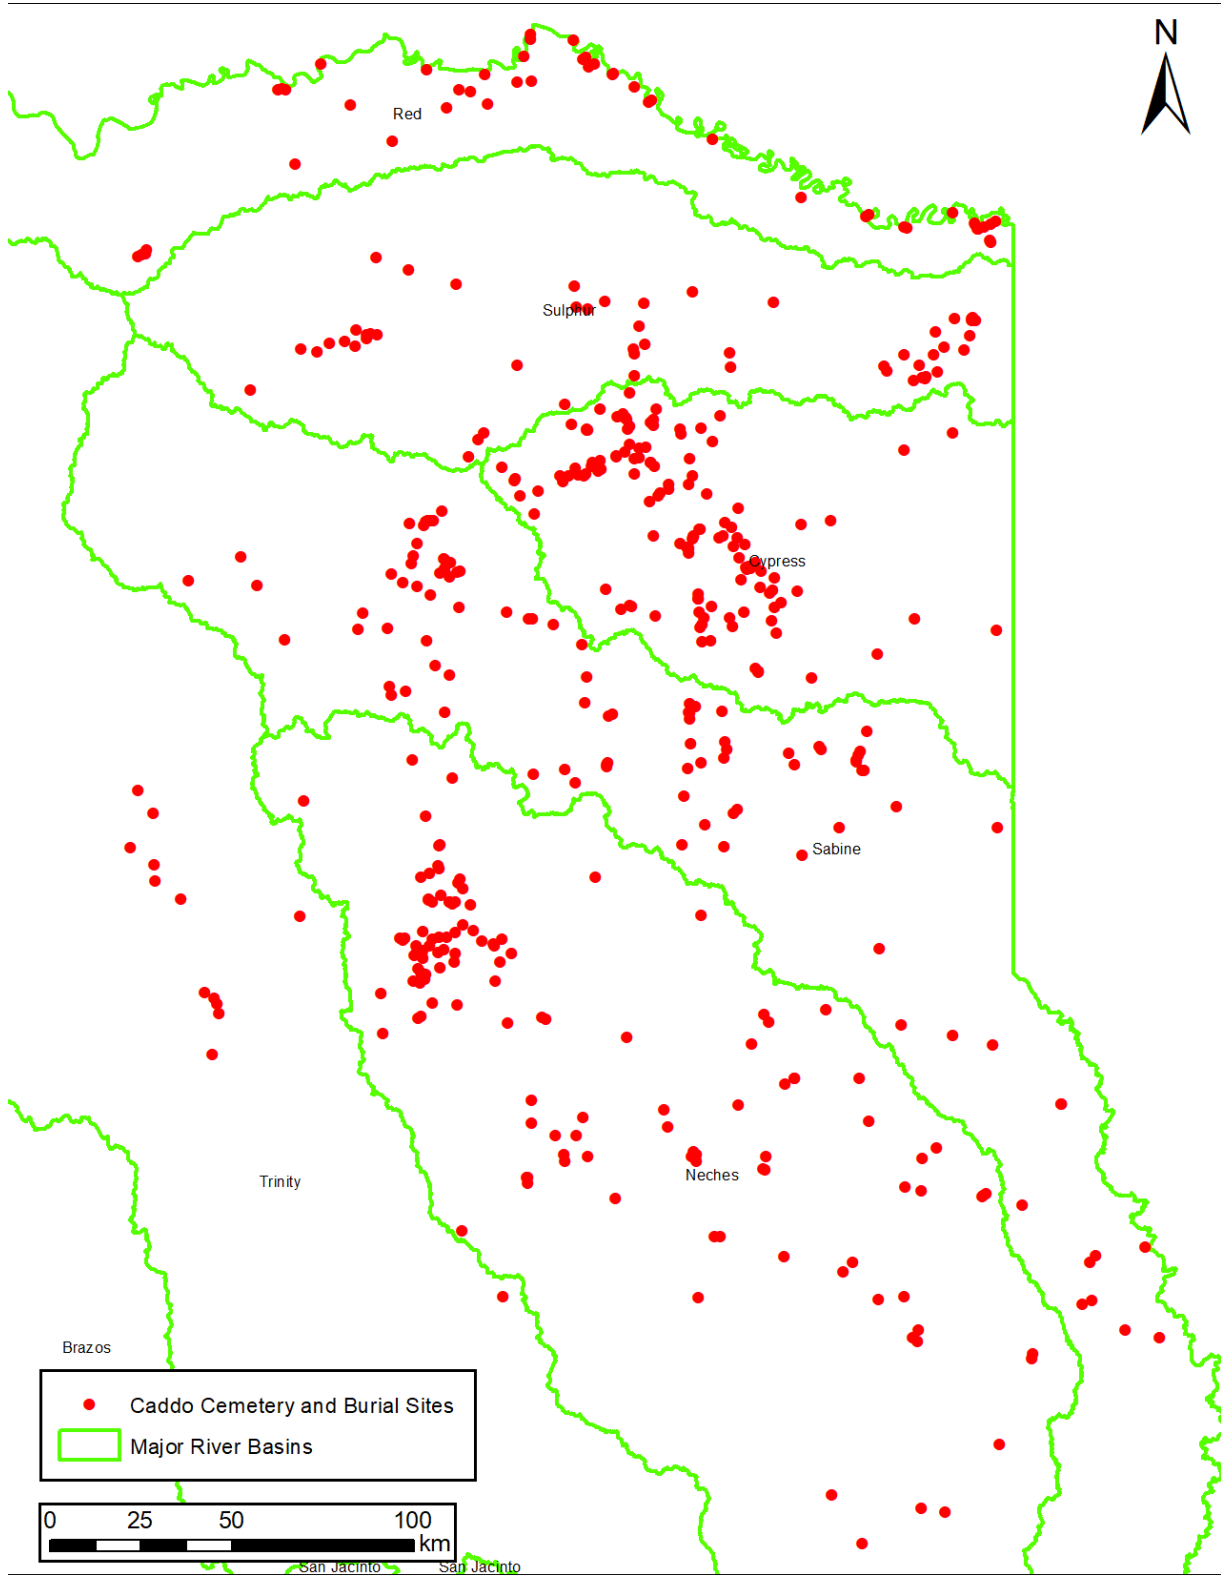 N
Red
Sulphur
Cypress
Sabine
Neches
Trinity
Brazos
Caddo Cemetery and Burial Sites
Major River Basins
0 25 50 100
km
San Jacinto San Jacinto